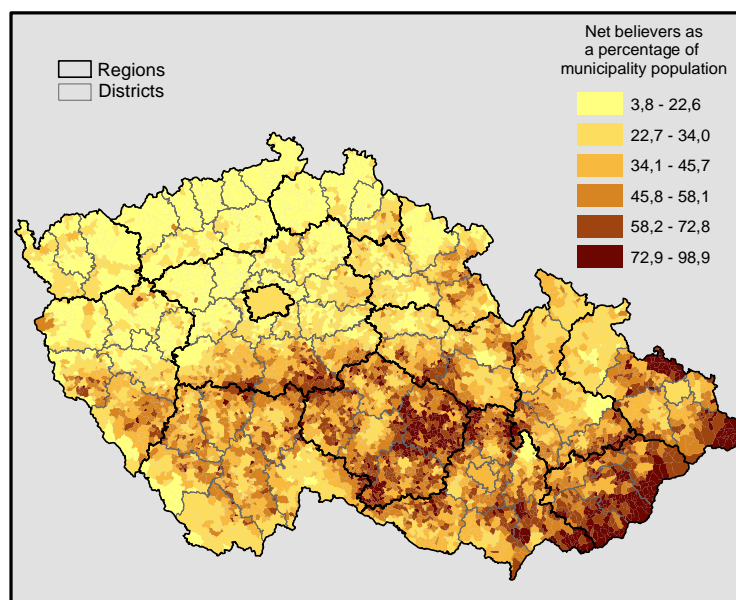 Net believers as
a percentage of
municipality population
Regions
Districts
3,8 - 22,6
22,7 - 34,0
34,1 - 45,7
45,8 - 58,1
58,2 - 72,8
72,9 - 98,9